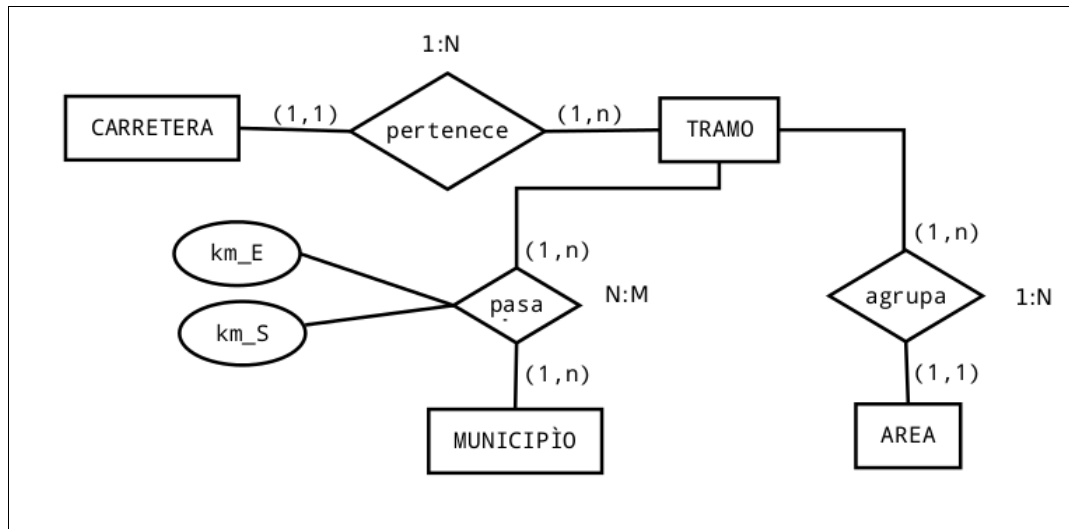 1:N
CARRETERA
(1,1)
pertenece
(1,n)
TRAMO
km_E
(1,n)
(1,n)
pasa
N:M
agrupa
1:N
km_S
(1,n)
(1,1)
MUNICIPÌO
AREA